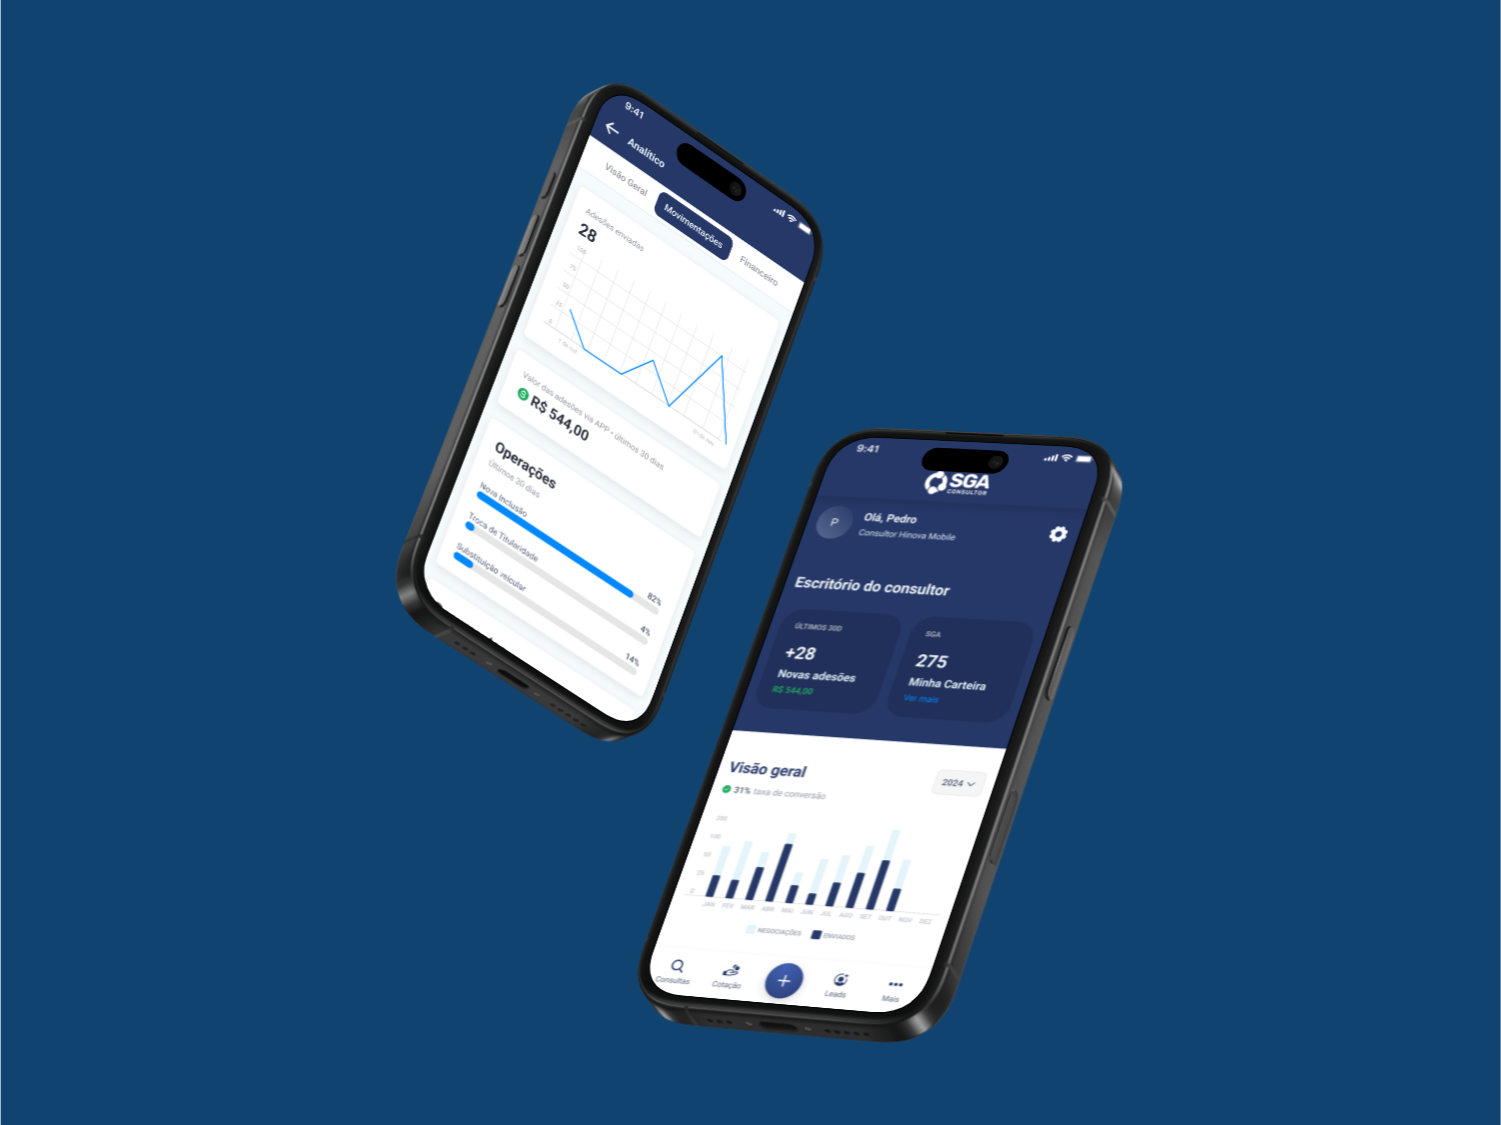 9:41
Analítico
Visão Geral
Movimentações
Financeiro
Adesões enviadas
28
100
75
50
25
0
Valor das adesões via APP • últimos 30 dias
R$ 544,00
Operações
Últimos 30 dias
Nova Inclusão
82%
Troca de Titularidade
4%
Substituição veicular
14%
9:41
SGA
CONSULTOR
P
Olá, Pedro
Consultor Hinova Mobile
Escritório do consultor
ÚLTIMOS 30D
+28
Novas adesões
R$ 544,00
SGA
275
Minha Carteira
Ver mais
Visão geral
2024
31% taxa de conversão
200
100
50
25
0
JAN FEV MAR ABR MAI JUN JUL AGO SET OUT NOV DEZ
NEGOCIAÇÕES ENVIADOS
Consultas
Cotação
Leads
Mais